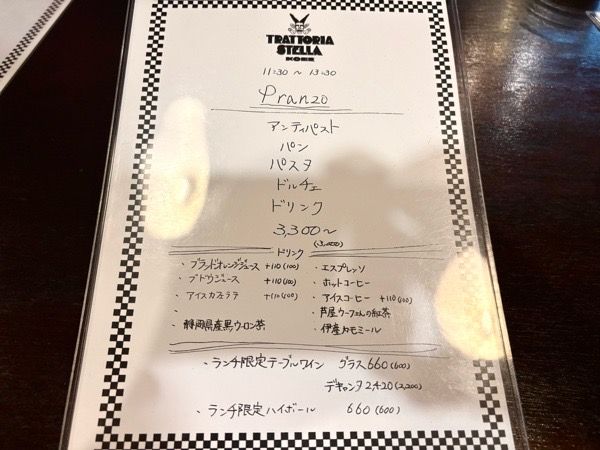 TRATTORIA
STELLA
KOBE
11:30 ~ 13:30
Pranzo
アンティパスト
パン
パスタ
ドルチェ
ドリンク
3,300~
(3,000)
ドリンク
・ブラッドオレンジジュース +110(100)
・ブドウジュース +110(100)
・アイスカフェラテ +110(100)
・
・静岡県産黒ウーロン茶
・エスプレッソ
・ホットコーヒー
・アイスコーヒー +110(100)
・芦屋ウーフさんの紅茶
・伊産カモミール
・ランチ限定テーブルワイン グラス660(600)
デキャンタ2,420(2,200)
・ランチ限定ハイボール 660(600)